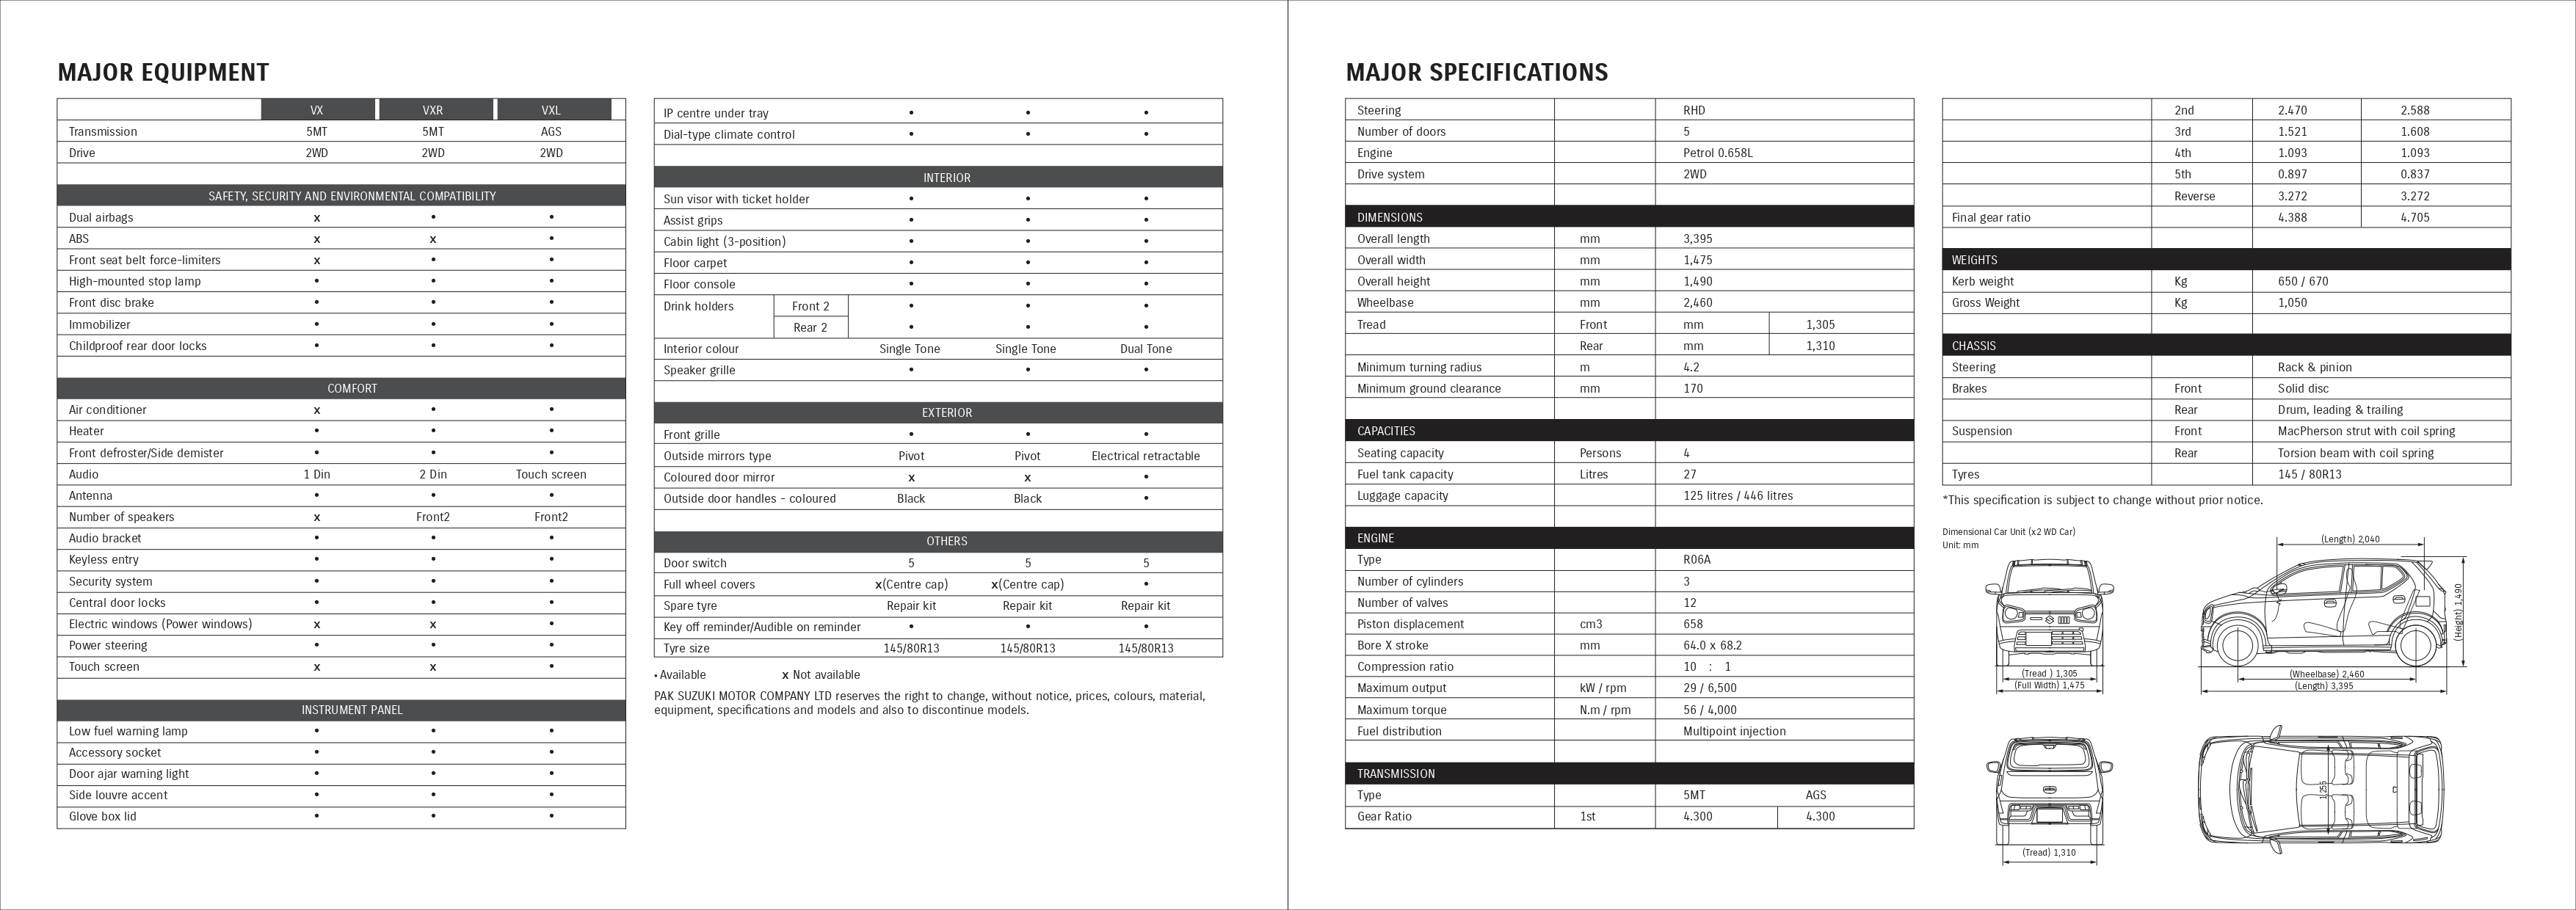 MAJOR EQUIPMENT
VX VXR VXL
Transmission 5MT 5MT AGS
Drive 2WD 2WD 2WD
SAFETY, SECURITY AND ENVIRONMENTAL COMPATIBILITY
Dual airbags x • •
ABS x x •
Front seat belt force-limiters x • •
High-mounted stop lamp • • •
Front disc brake • • •
Immobilizer • • •
Childproof rear door locks • • •
COMFORT
Air conditioner x • •
Heater • • •
Front defroster/Side demister • • •
Audio 1 Din 2 Din Touch screen
Antenna • • •
Number of speakers x Front2 Front2
Audio bracket • • •
Keyless entry • • •
Security system • • •
Central door locks • • •
Electric windows (Power windows) x x •
Power steering • • •
Touch screen x x •
INSTRUMENT PANEL
Low fuel warning lamp • • •
Accessory socket • • •
Door ajar warning light • • •
Side louvre accent • • •
Glove box lid • • •
IP centre under tray • • •
Dial-type climate control • • •
INTERIOR
Sun visor with ticket holder • • •
Assist grips • • •
Cabin light (3-position) • • •
Floor carpet • • •
Floor console • • •
Drink holders Front 2 • • •
Rear 2 • • •
Interior colour Single Tone Single Tone Dual Tone
Speaker grille • • •
EXTERIOR
Front grille • • •
Outside mirrors type Pivot Pivot Electrical retractable
Coloured door mirror x x •
Outside door handles - coloured Black Black •
OTHERS
Door switch 5 5 5
Full wheel covers x(Centre cap) x(Centre cap) •
Spare tyre Repair kit Repair kit Repair kit
Key off reminder/Audible on reminder • • •
Tyre size 145/80R13 145/80R13 145/80R13
• Available x Not available
PAK SUZUKI MOTOR COMPANY LTD reserves the right to change, without notice, prices, colours, material,
equipment, specifications and models and also to discontinue models.
MAJOR SPECIFICATIONS
Steering RHD
Number of doors 5
Engine Petrol 0.658L
Drive system 2WD
DIMENSIONS
Overall length mm 3,395
Overall width mm 1,475
Overall height mm 1,490
Wheelbase mm 2,460
Tread Front mm 1,305
Rear mm 1,310
Minimum turning radius m 4.2
Minimum ground clearance mm 170
CAPACITIES
Seating capacity Persons 4
Fuel tank capacity Litres 27
Luggage capacity 125 litres / 446 litres
ENGINE
Type R06A
Number of cylinders 3
Number of valves 12
Piston displacement cm3 658
Bore X stroke mm 64.0 x 68.2
Compression ratio 10 : 1
Maximum output kW / rpm 29 / 6,500
Maximum torque N.m / rpm 56 / 4,000
Fuel distribution Multipoint injection
TRANSMISSION
Type 5MT AGS
Gear Ratio 1st 4.300 4.300
2nd 2.470 2.588
3rd 1.521 1.608
4th 1.093 1.093
5th 0.897 0.837
Reverse 3.272 3.272
Final gear ratio 4.388 4.705
WEIGHTS
Kerb weight Kg 650 / 670
Gross Weight Kg 1,050
CHASSIS
Steering Rack & pinion
Brakes Front Solid disc
Rear Drum, leading & trailing
Suspension Front MacPherson strut with coil spring
Rear Torsion beam with coil spring
Tyres 145 / 80R13
*This specification is subject to change without prior notice.
Dimensional Car Unit (x2 WD Car)
Unit: mm
(Length) 2,040
(Height) 1,490
(Tread ) 1,305
(Full Width) 1,475
(Wheelbase) 2,460
(Length) 3,395
1,255
(Tread) 1,310